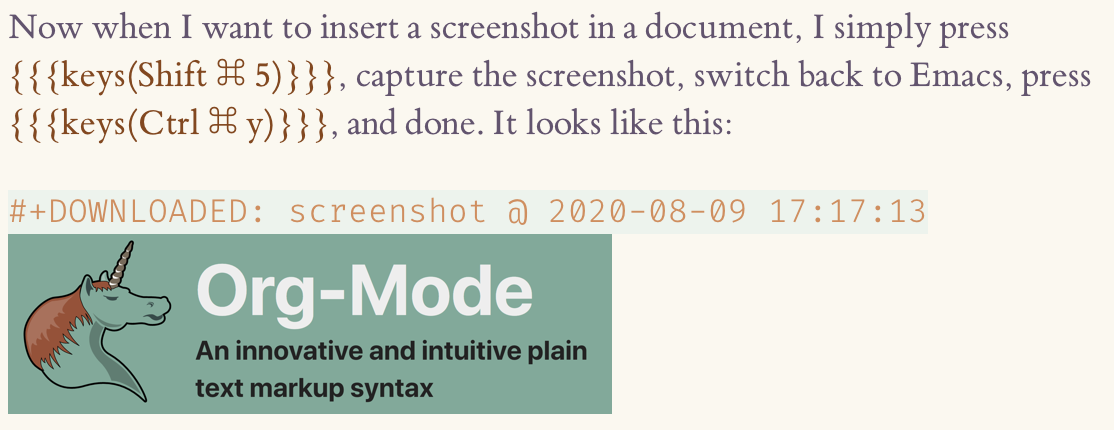 Now when I want to insert a screenshot in a document, I simply press
{{{keys(Shift ⌘ 5)}}}, capture the screenshot, switch back to Emacs, press
{{{keys(Ctrl ⌘ y)}}}, and done. It looks like this:
#+DOWNLOADED: screenshot @ 2020-08-09 17:17:13
Org-Mode
An innovative and intuitive plain
text markup syntax